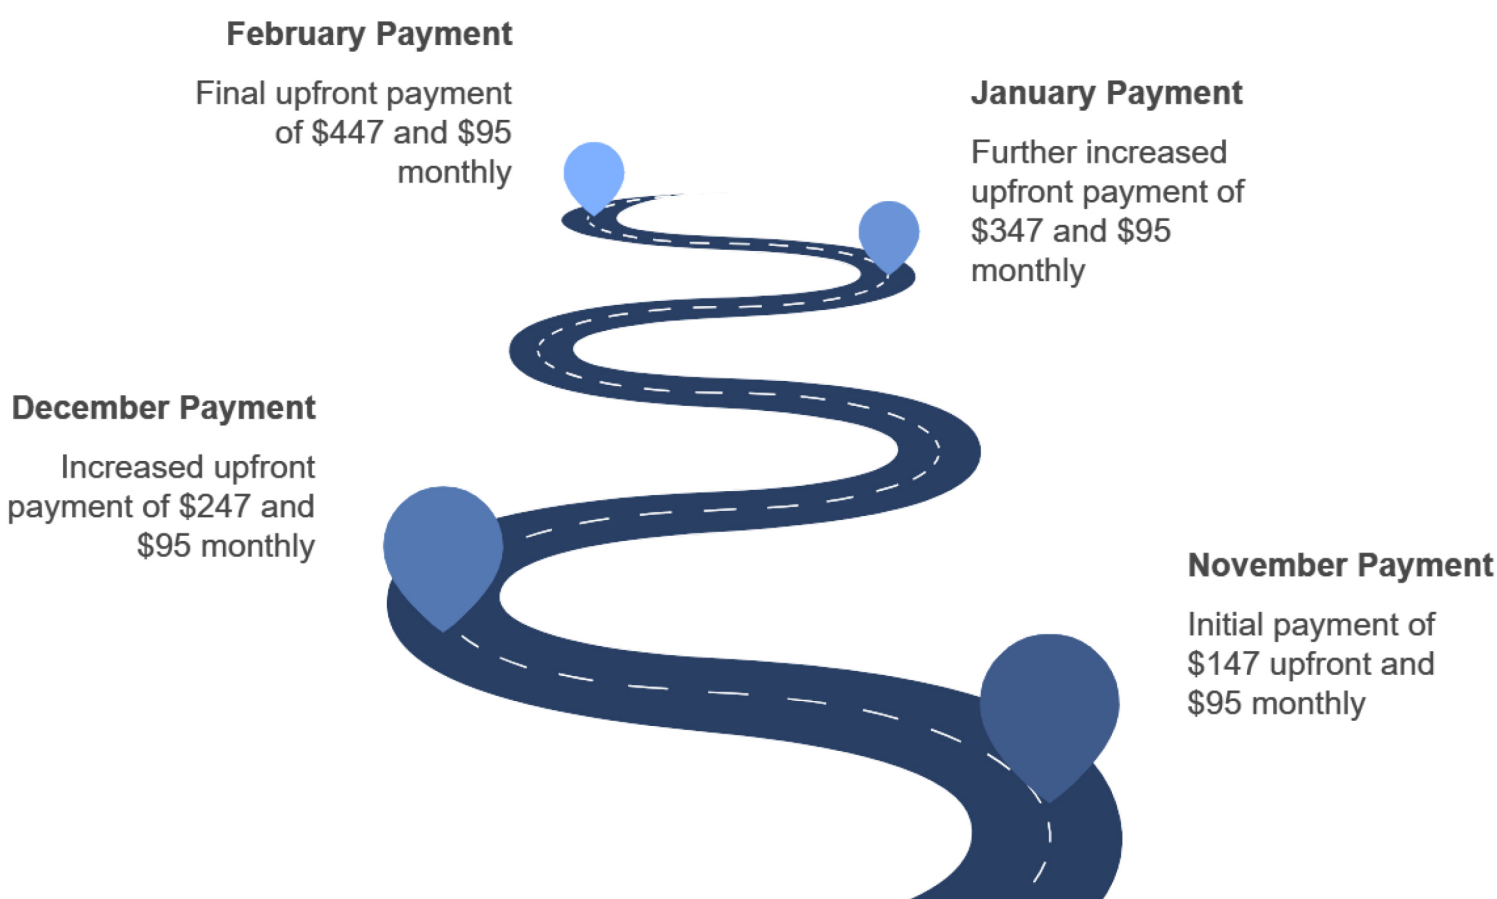 February Payment
Final upfront payment
of $447 and $95
monthly
January Payment
Further increased
upfront payment of
$347 and $95
monthly
December Payment
Increased upfront
payment of $247 and
$95 monthly
November Payment
Initial payment of
$147 upfront and
$95 monthly